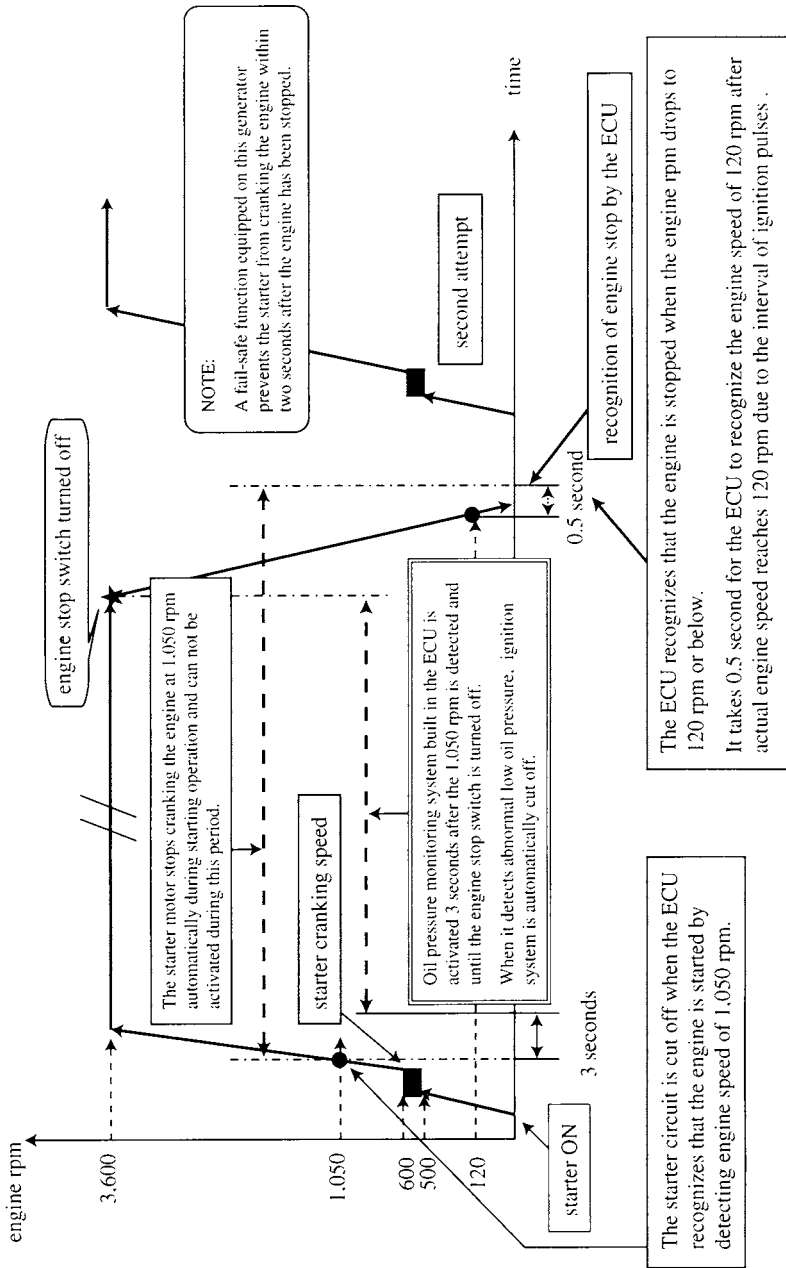 engine rpm
3.600
1.050
600
500
120
starter ON
3 seconds
The starter circuit is cut off when the ECU
recognizes that the engine is started by
detecting engine speed of 1.050 rpm.
starter cranking speed
The starter motor stops cranking the engine at 1.050 rpm
automatically during starting operation and can not be
activated during this period.
Oil pressure monitoring system built in the ECU is
activated 3 seconds after the 1.050 rpm is detected and
until the engine stop switch is turned off.
When it detects abnormal low oil pressure, ignition
system is automatically cut off.
engine stop switch turned off
0.5 second
recognition of engine stop by the ECU
The ECU recognizes that the engine is stopped when the engine rpm drops to
120 rpm or below.
It takes 0.5 second for the ECU to recognize the engine speed of 120 rpm after
actual engine speed reaches 120 rpm due to the interval of ignition pulses .
second attempt
NOTE:
A fail-safe function equipped on this generator
prevents the starter from cranking the engine within
two seconds after the engine has been stopped.
time